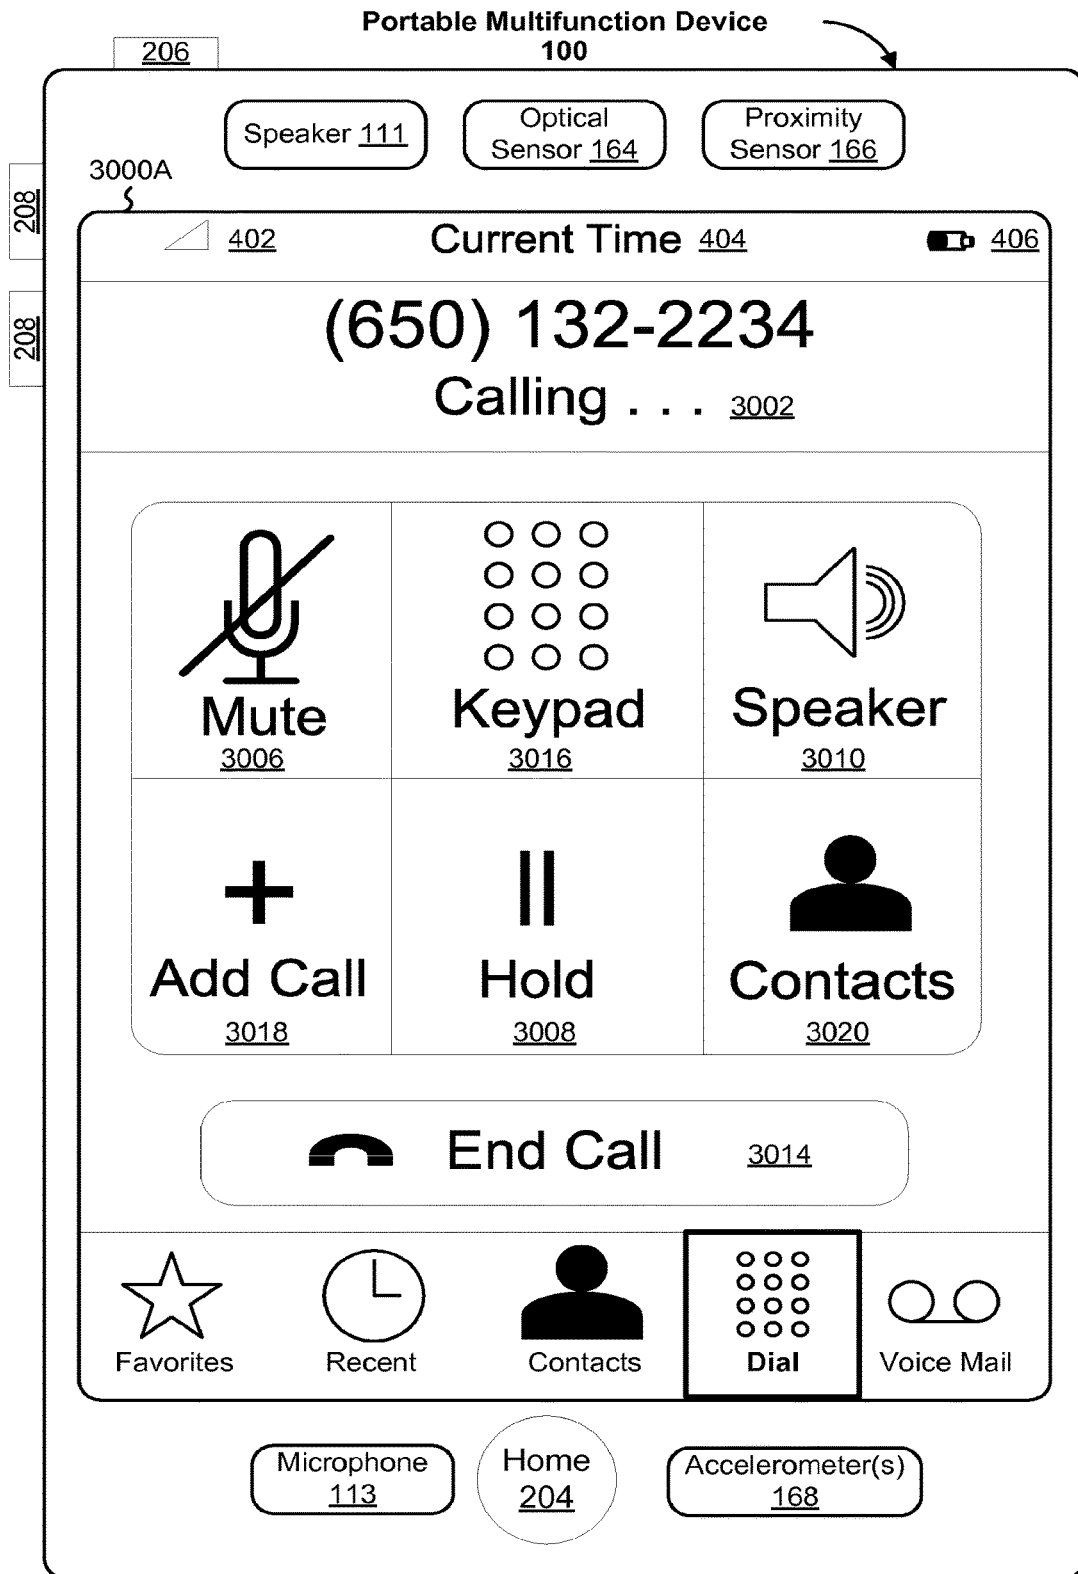 Portable Multifunction Device
100
206
Speaker 111
Optical
Sensor 164
Proximity
Sensor 166
208
208
3000A
402
Current Time 404
406
(650) 132-2234
Calling . . . 3002
Mute
3006
Keypad
3016
Speaker
3010
Add Call
3018
Hold
3008
Contacts
3020
End Call 3014
Favorites
Recent
Contacts
Dial
Voice Mail
Microphone
113
Home
204
Accelerometer(s)
168